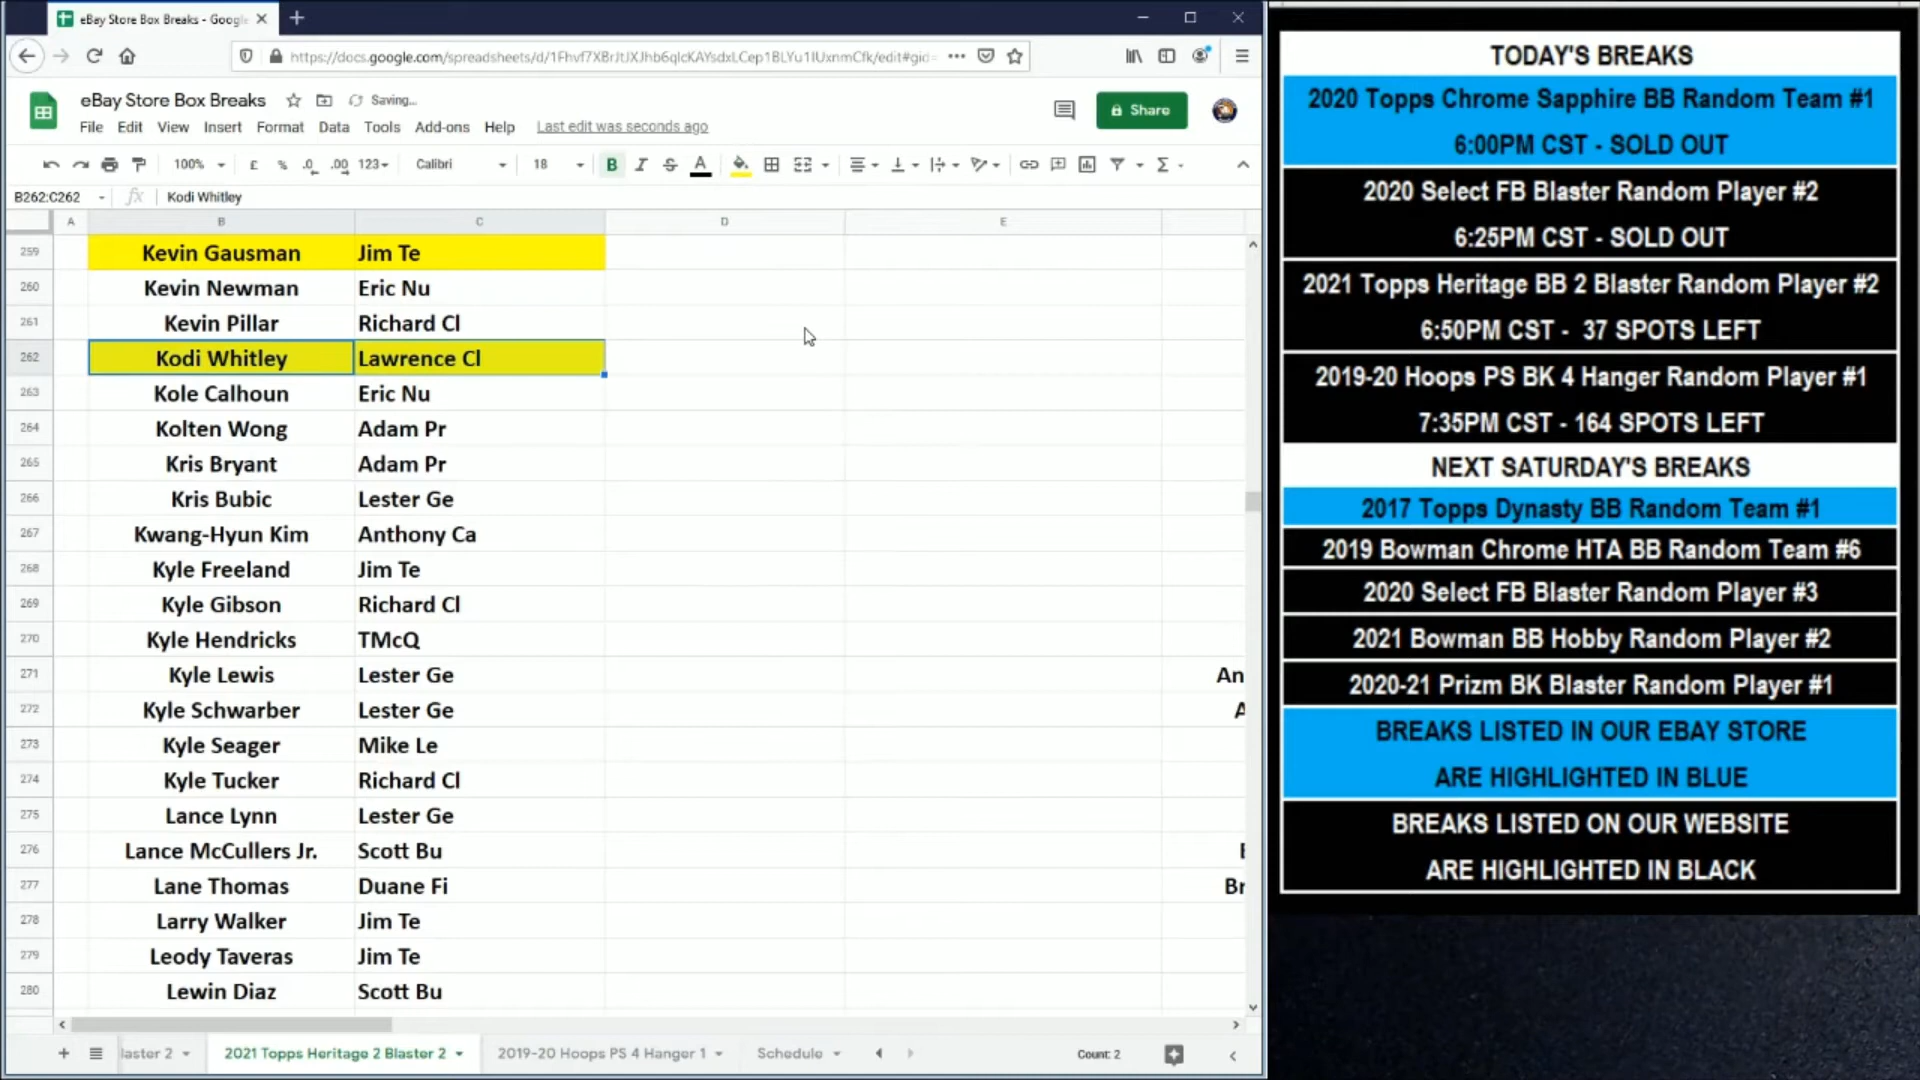 eBay Store Box Breaks - Google
https://docs.google.com/spreadsheets/d/1Fhvf7XBrJtJXJhb6qlcKAYsdxLCep1BLYu1IUxnmCfk/edit#gid=
eBay Store Box Breaks
Saving...
Share
File Edit View Insert Format Data Tools Add-ons Help Last edit was seconds ago
100% £ % .0 .00 123 Calibri 18 B I S A
B262:C262 fx Kodi Whitley
A B C D E
259 Kevin Gausman Jim Te
260 Kevin Newman Eric Nu
261 Kevin Pillar Richard Cl
262 Kodi Whitley Lawrence Cl
263 Kole Calhoun Eric Nu
264 Kolten Wong Adam Pr
265 Kris Bryant Adam Pr
266 Kris Bubic Lester Ge
267 Kwang-Hyun Kim Anthony Ca
268 Kyle Freeland Jim Te
269 Kyle Gibson Richard Cl
270 Kyle Hendricks TMcQ
271 Kyle Lewis Lester Ge An
272 Kyle Schwarber Lester Ge
273 Kyle Seager Mike Le
274 Kyle Tucker Richard Cl
275 Lance Lynn Lester Ge
276 Lance McCullers Jr. Scott Bu
277 Lane Thomas Duane Fi Br
278 Larry Walker Jim Te
279 Leody Taveras Jim Te
280 Lewin Diaz Scott Bu
laster 2 2021 Topps Heritage 2 Blaster 2 2019-20 Hoops PS 4 Hanger 1 Schedule Count: 2
TODAY'S BREAKS
2020 Topps Chrome Sapphire BB Random Team #1
6:00PM CST - SOLD OUT
2020 Select FB Blaster Random Player #2
6:25PM CST - SOLD OUT
2021 Topps Heritage BB 2 Blaster Random Player #2
6:50PM CST - 37 SPOTS LEFT
2019-20 Hoops PS BK 4 Hanger Random Player #1
7:35PM CST - 164 SPOTS LEFT
NEXT SATURDAY'S BREAKS
2017 Topps Dynasty BB Random Team #1
2019 Bowman Chrome HTA BB Random Team #6
2020 Select FB Blaster Random Player #3
2021 Bowman BB Hobby Random Player #2
2020-21 Prizm BK Blaster Random Player #1
BREAKS LISTED IN OUR EBAY STORE
ARE HIGHLIGHTED IN BLUE
BREAKS LISTED ON OUR WEBSITE
ARE HIGHLIGHTED IN BLACK